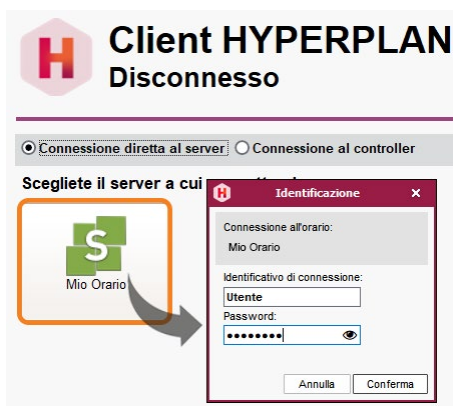 Client HYPERPLAN
Disconnesso
Connessione diretta al server Connessione al controller
Scegliete il server a cui
S
Mio Orario
Identificazione
Connessione all'orario:
Mio Orario
Identificativo di connessione:
Utente
Password:
••••••••
Annulla Conferma